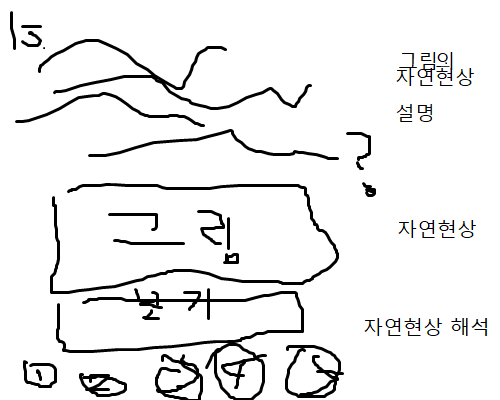 15.
그림의
자연현상
설명
?
그림
자연현상
보기
자연현상 해석
① ② ③ ④ ⑤